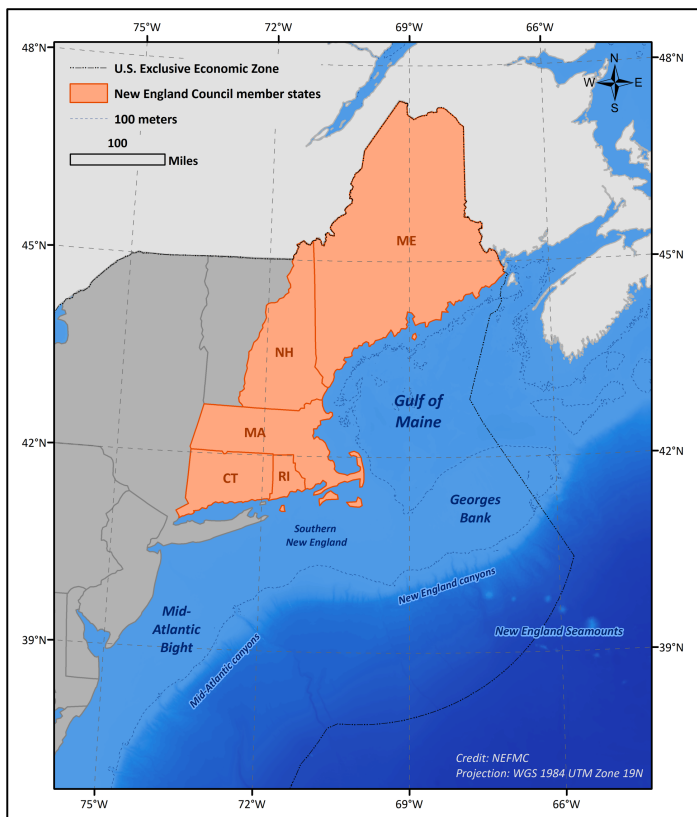 75°W 72°W 69°W 66°W
48°N 48°N
U.S. Exclusive Economic Zone
New England Council member states
100 meters
100
Miles
N
W E
S
ME
45°N 45°N
NH
Gulf of
Maine
MA
42°N 42°N
CT RI
Georges
Bank
Southern
New England
New England canyons
Mid-
Atlantic
Bight
New England Seamounts
39°N 39°N
Mid-Atlantic canyons
Credit: NEFMC
Projection: WGS 1984 UTM Zone 19N
75°W 72°W 69°W 66°W